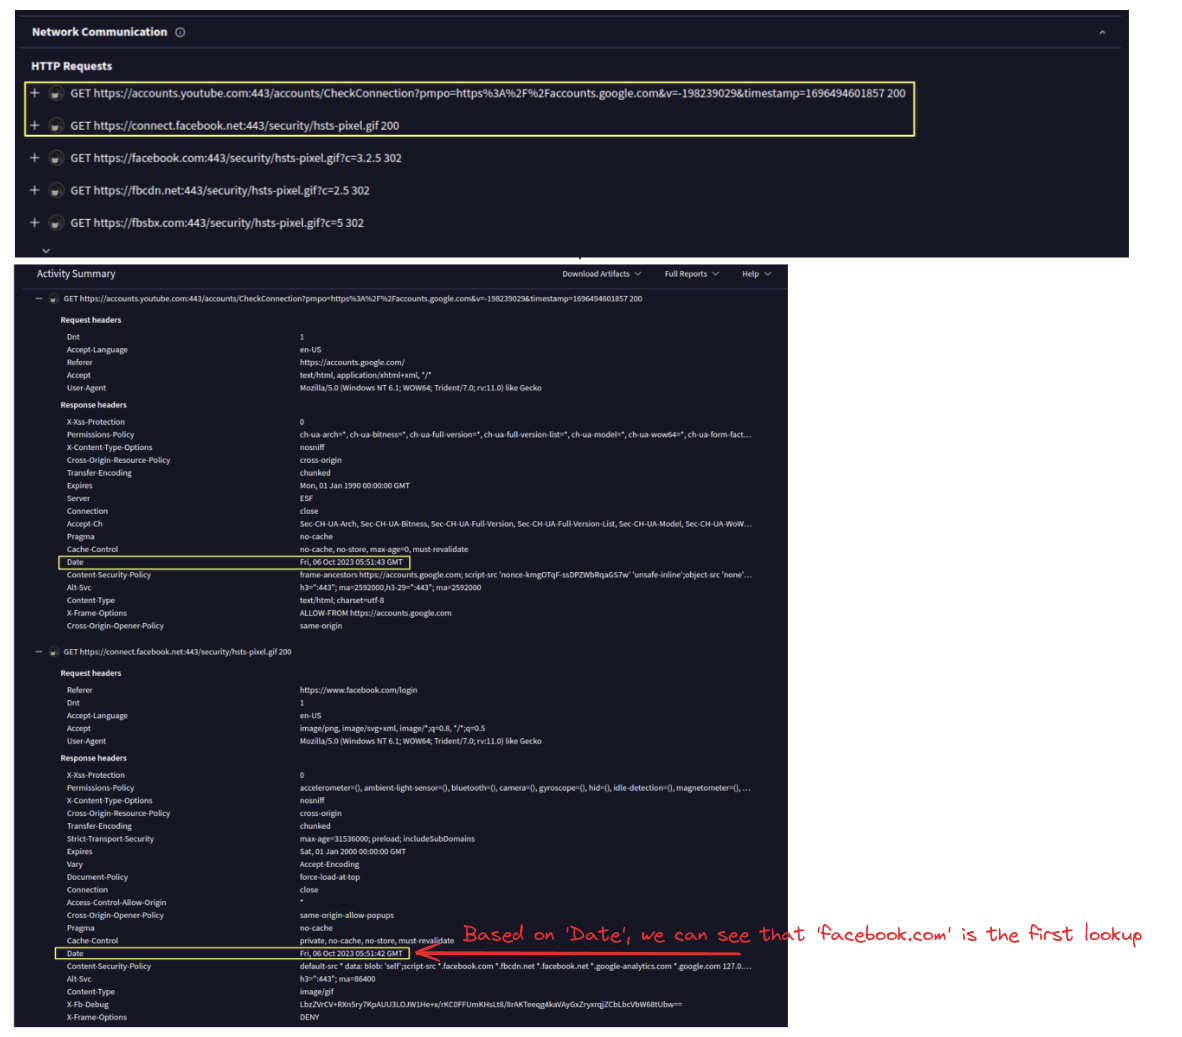 Network Communication
HTTP Requests
+ GET https://accounts.youtube.com:443/accounts/CheckConnection?pmpo=https%3A%2F%2Faccounts.google.com&v=-198239029&timestamp=1696494601857 200
+ GET https://connect.facebook.net:443/security/hsts-pixel.gif 200
+ GET https://facebook.com:443/security/hsts-pixel.gif?c=3.2.5 302
+ GET https://fbcdn.net:443/security/hsts-pixel.gif?c=2.5 302
+ GET https://fbsbx.com:443/security/hsts-pixel.gif?c=5 302
Activity Summary Download Artifacts Full Reports Help
— GET https://accounts.youtube.com:443/accounts/CheckConnection?pmpo=https%3A%2F%2Faccounts.google.com&v=-198239029&timestamp=1696494601857 200
Request headers
Dnt 1
Accept-Language en-US
Referer https://accounts.google.com/
Accept text/html, application/xhtml+xml, */*
User-Agent Mozilla/5.0 (Windows NT 6.1; WOW64; Trident/7.0; rv:11.0) like Gecko
Response headers
X-Xss-Protection 0
Permissions-Policy ch-ua-arch=*, ch-ua-bitness=*, ch-ua-full-version=*, ch-ua-full-version-list=*, ch-ua-model=*, ch-ua-wow64=*, ch-ua-form-fact...
X-Content-Type-Options nosniff
Cross-Origin-Resource-Policy cross-origin
Transfer-Encoding chunked
Expires Mon, 01 Jan 1990 00:00:00 GMT
Server ESF
Connection close
Accept-Ch Sec-CH-UA-Arch, Sec-CH-UA-Bitness, Sec-CH-UA-Full-Version, Sec-CH-UA-Full-Version-List, Sec-CH-UA-Model, Sec-CH-UA-WoW...
Pragma no-cache
Cache-Control no-cache, no-store, max-age=0, must-revalidate
Date Fri, 06 Oct 2023 05:51:43 GMT
Content-Security-Policy frame-ancestors https://accounts.google.com; script-src 'nonce-kmgOTqF-ssDPZWbRqaGS7w' 'unsafe-inline';object-src 'none'...
Alt-Svc h3=":443"; ma=2592000,h3-29=":443"; ma=2592000
Content-Type text/html; charset=utf-8
X-Frame-Options ALLOW-FROM https://accounts.google.com
Cross-Origin-Opener-Policy same-origin
— GET https://connect.facebook.net:443/security/hsts-pixel.gif 200
Request headers
Referer https://www.facebook.com/login
Dnt 1
Accept-Language en-US
Accept image/png, image/svg+xml, image/*;q=0.8, */*;q=0.5
User-Agent Mozilla/5.0 (Windows NT 6.1; WOW64; Trident/7.0; rv:11.0) like Gecko
Response headers
X-Xss-Protection 0
Permissions-Policy accelerometer=(), ambient-light-sensor=(), bluetooth=(), camera=(), gyroscope=(), hid=(), idle-detection=(), magnetometer=(), ...
X-Content-Type-Options nosniff
Cross-Origin-Resource-Policy cross-origin
Transfer-Encoding chunked
Strict-Transport-Security max-age=31536000; preload; includeSubDomains
Expires Sat, 01 Jan 2000 00:00:00 GMT
Vary Accept-Encoding
Document-Policy force-load-at-top
Connection close
Access-Control-Allow-Origin *
Cross-Origin-Opener-Policy same-origin-allow-popups
Pragma no-cache
Cache-Control private, no-cache, no-store, must-revalidate
Based on 'Date', we can see that 'facebook.com' is the first lookup
Date Fri, 06 Oct 2023 05:51:42 GMT
Content-Security-Policy default-src * data: blob: 'self';script-src *.facebook.com *.fbcdn.net *.facebook.net *.google-analytics.com *.google.com 127.0....
Alt-Svc h3=":443"; ma=86400
Content-Type image/gif
X-Fb-Debug
X-Frame-Options DENY